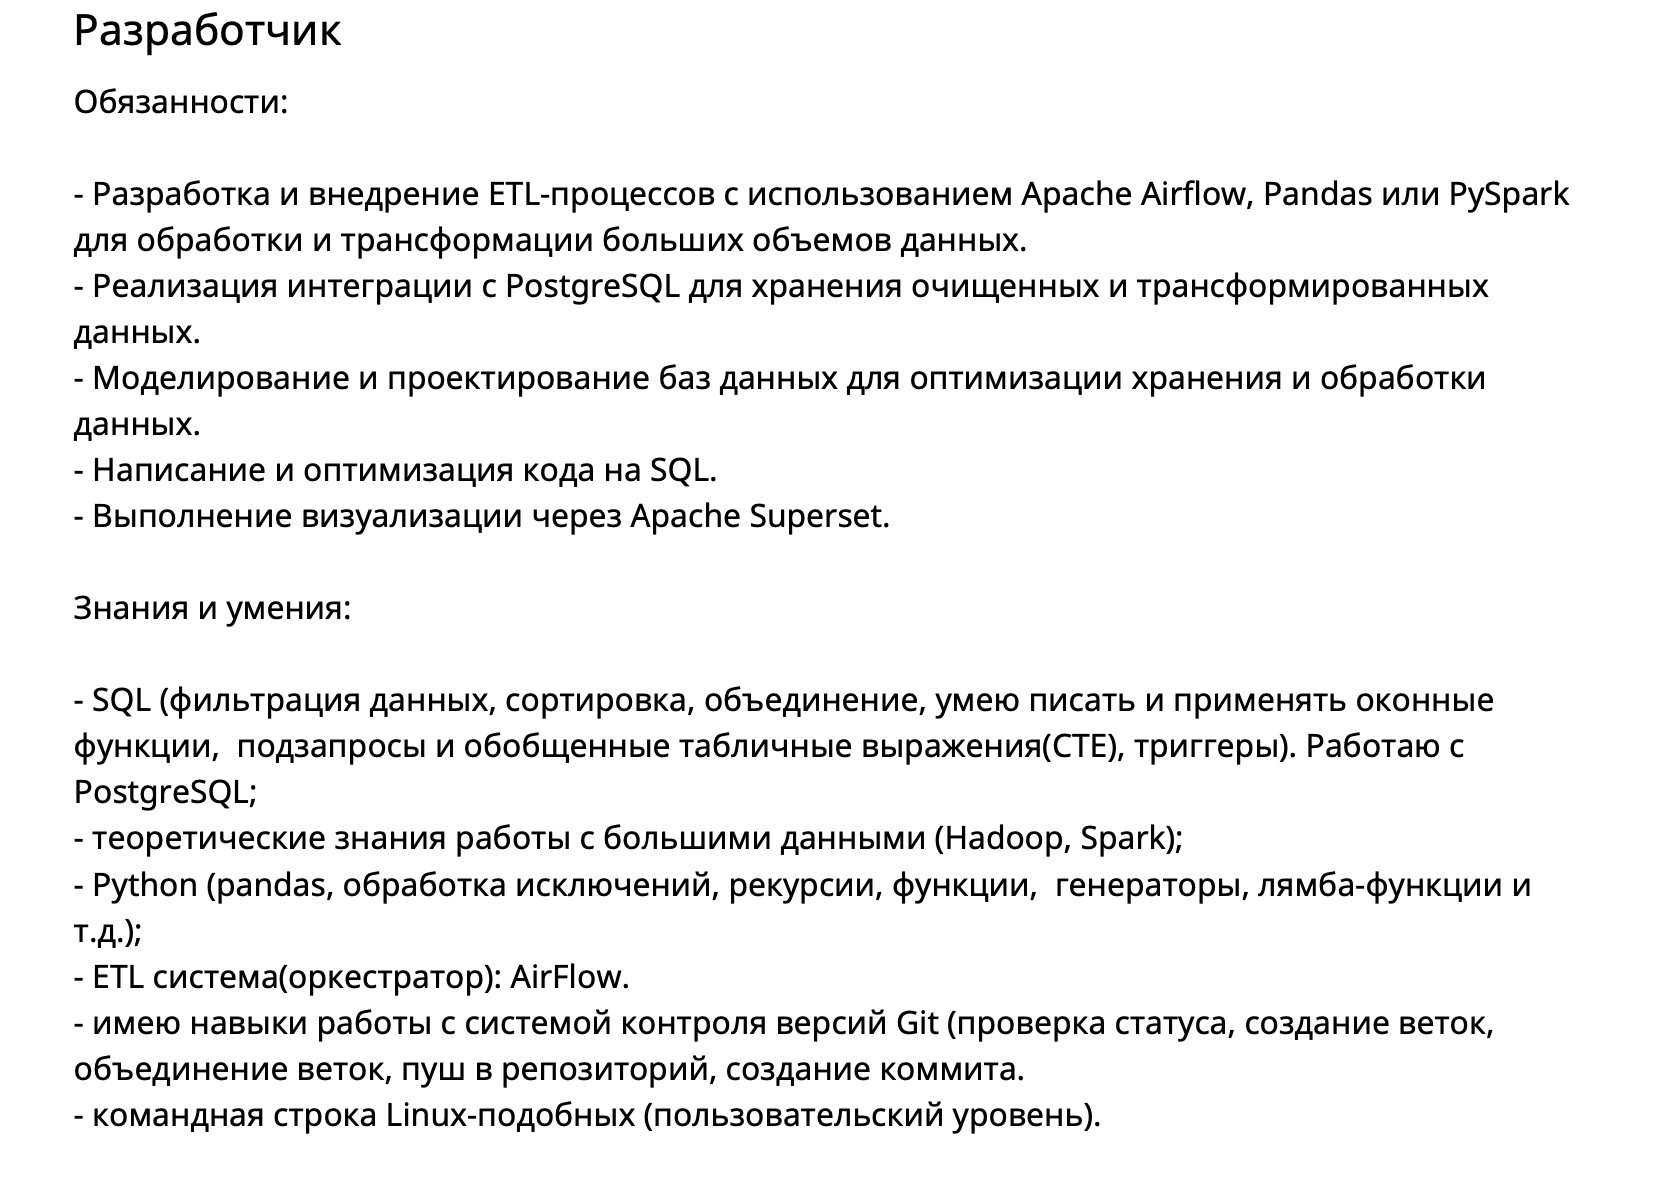 Разработчик
Обязанности:
- Разработка и внедрение ETL-процессов с использованием Apache Airflow, Pandas или PySpark
для обработки и трансформации больших объемов данных.
- Реализация интеграции с PostgreSQL для хранения очищенных и трансформированных
данных.
- Моделирование и проектирование баз данных для оптимизации хранения и обработки
данных.
- Написание и оптимизация кода на SQL.
- Выполнение визуализации через Apache Superset.
Знания и умения:
- SQL (фильтрация данных, сортировка, объединение, умею писать и применять оконные
функции,  подзапросы и обобщенные табличные выражения(CTE), триггеры). Работаю с
PostgreSQL;
- теоретические знания работы с большими данными (Hadoop, Spark);
- Python (pandas, обработка исключений, рекурсии, функции,  генераторы, лямба-функции и
т.д.);
- ETL система(оркестратор): AirFlow.
- имею навыки работы с системой контроля версий Git (проверка статуса, создание веток,
объединение веток, пуш в репозиторий, создание коммита.
- командная строка Linux-подобных (пользовательский уровень).